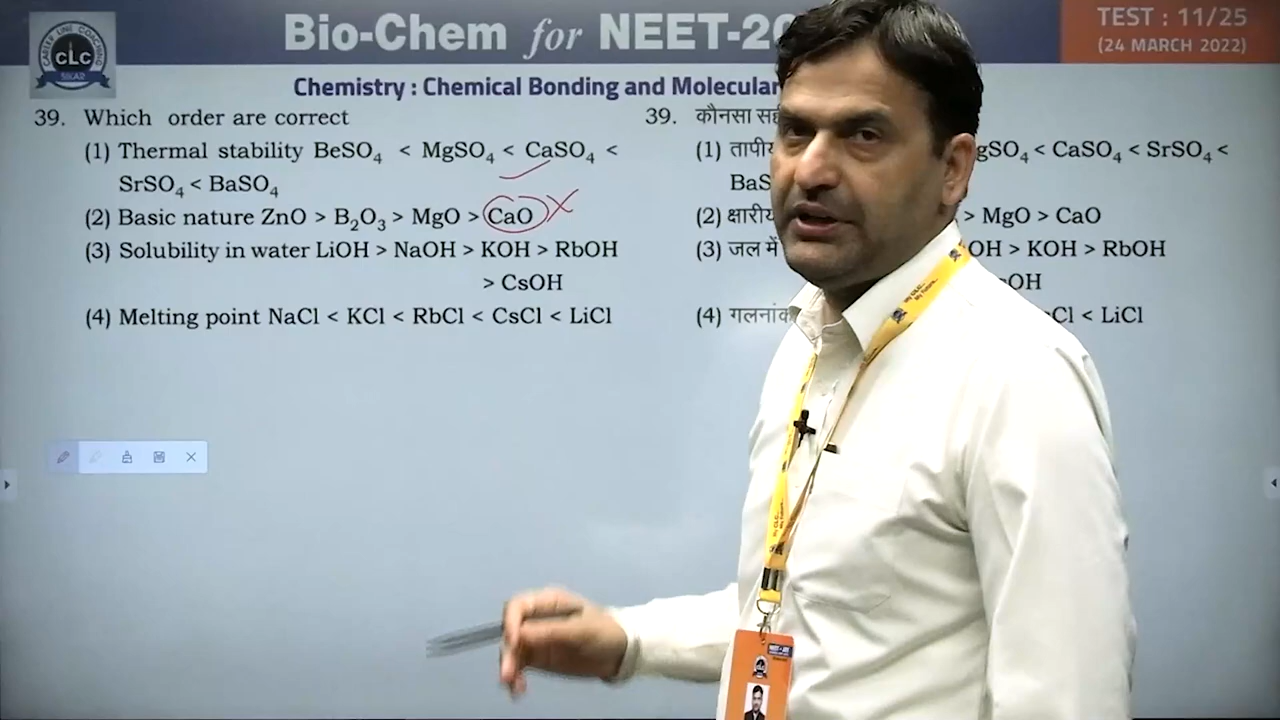 Bio-Chem for NEET-20
TEST : 11/25
(24 MARCH 2022)
CLC
SIKAR
Chemistry : Chemical Bonding and Molecular
39. Which order are correct
(1) Thermal stability BeSO₄ < MgSO₄ < CaSO₄ <
SrSO₄ < BaSO₄
(2) Basic nature ZnO > B₂O₃ > MgO > CaO
(3) Solubility in water LiOH > NaOH > KOH > RbOH
> CsOH
(4) Melting point NaCl < KCl < RbCl < CsCl < LiCl
39. कौनसा
(1) तापीय gSO₄ < CaSO₄ < SrSO₄ <
BaS
(2) क्षारीय > MgO > CaO
(3) जल में OH > KOH > RbOH
OH
(4) गलनांक Cl < LiCl